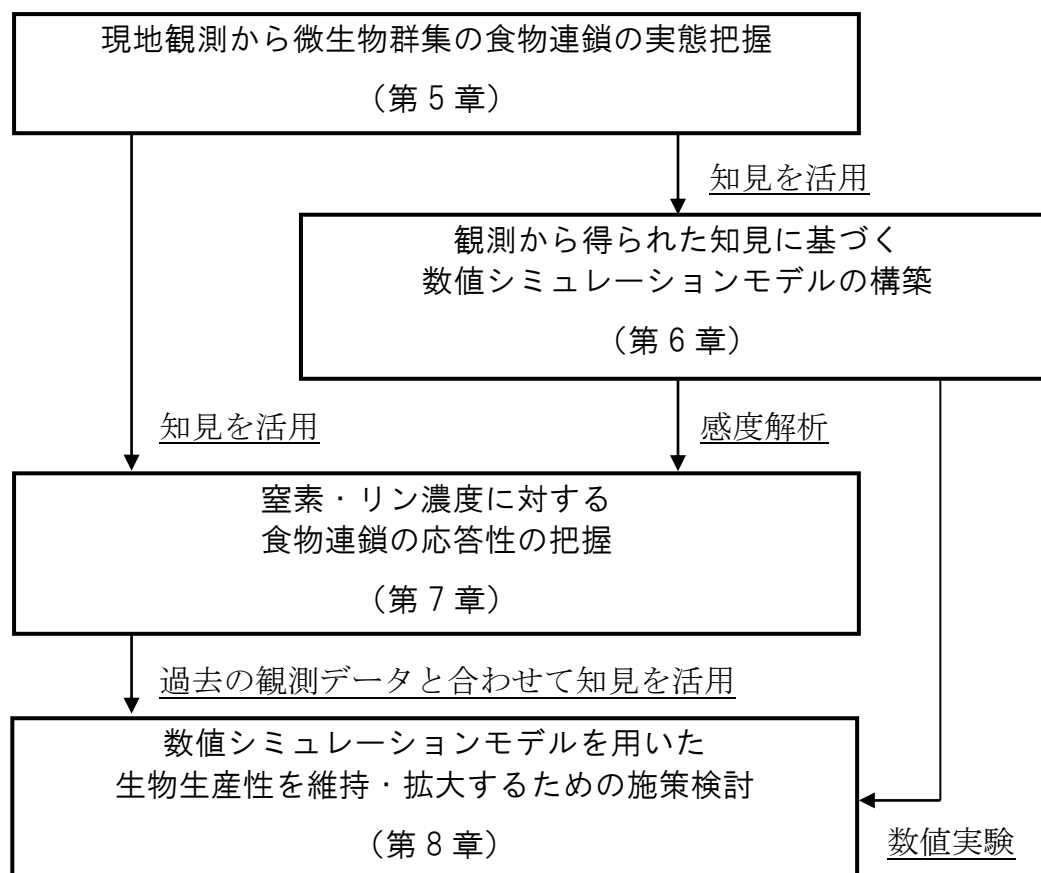 現地観測から微生物群集の食物連鎖の実態把握
（第５章）
知見を活用
観測から得られた知見に基づく
数値シミュレーションモデルの構築
（第６章）
知見を活用
感度解析
窒素・リン濃度に対する
食物連鎖の応答性の把握
（第７章）
過去の観測データと合わせて知見を活用
数値シミュレーションモデルを用いた
生物生産性を維持・拡大するための施策検討
（第８章）
数値実験